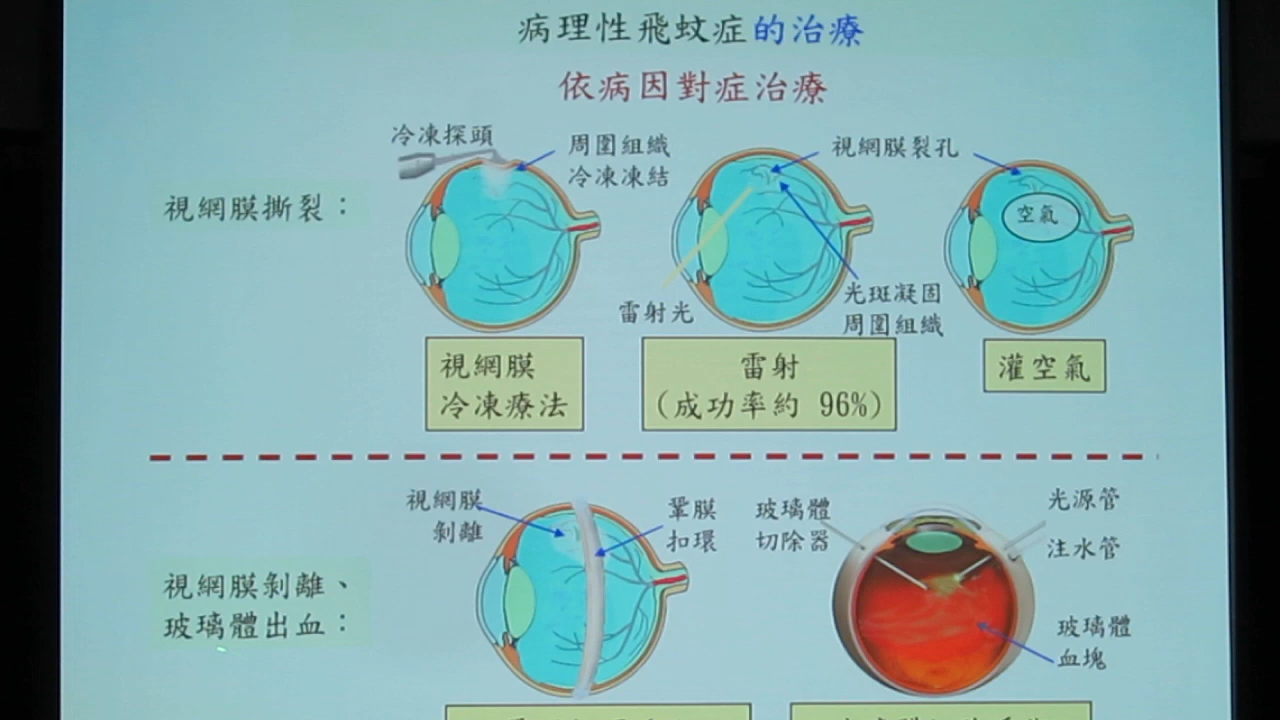 病理性飛蚊症的治療
依病因對症治療
視網膜撕裂：
冷凍探頭
周圍組織
冷凍凍結
視網膜裂孔
空氣
雷射光
光斑凝固
周圍組織
視網膜
冷凍療法
雷射
(成功率約 96%)
灌空氣
視網膜剝離、
玻璃體出血：
視網膜
剝離
鞏膜
扣環
玻璃體
切除器
光源管
注水管
玻璃體
血塊